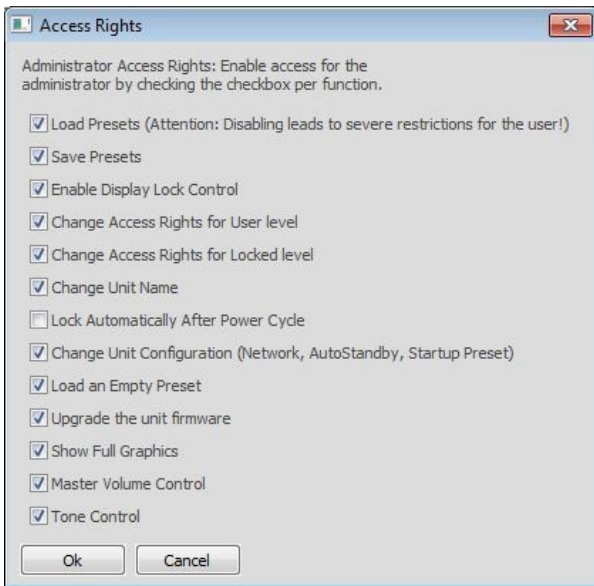 Access Rights
Administrator Access Rights: Enable access for the
administrator by checking the checkbox per function.
Load Presets (Attention: Disabling leads to severe restrictions for the user!)
Save Presets
Enable Display Lock Control
Change Access Rights for User level
Change Access Rights for Locked level
Change Unit Name
Lock Automatically After Power Cycle
Change Unit Configuration (Network, AutoStandby, Startup Preset)
Load an Empty Preset
Upgrade the unit firmware
Show Full Graphics
Master Volume Control
Tone Control
Ok Cancel